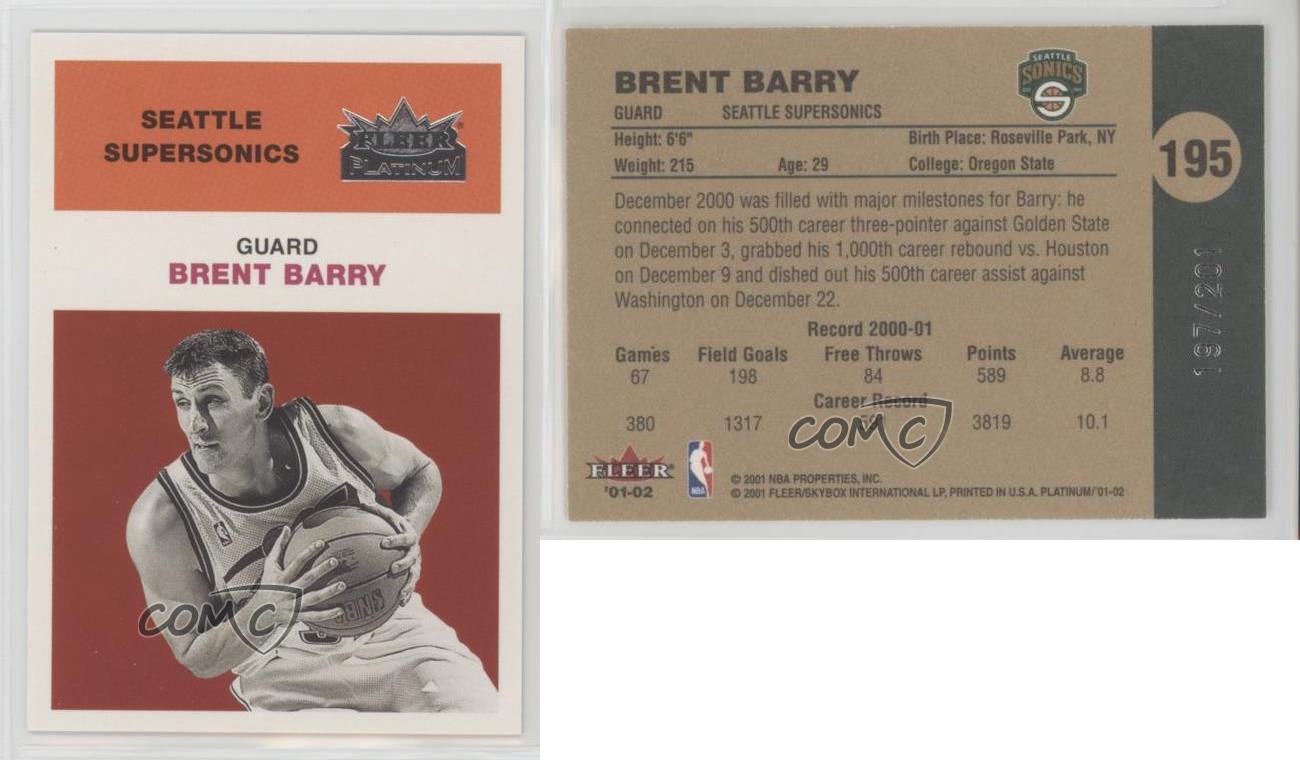 SEATTLE
SUPERSONICS
FLEER
PLATINUM
GUARD
BRENT BARRY
NBA
COMC
BRENT BARRY
SEATTLE
SONICS
GUARD SEATTLE SUPERSONICS
Height: 6'6" Birth Place: Roseville Park, NY
Weight: 215 Age: 29 College: Oregon State
195
December 2000 was filled with major milestones for Barry: he
connected on his 500th career three-pointer against Golden State
on December 3, grabbed his 1,000th career rebound vs. Houston
on December 9 and dished out his 500th career assist against
Washington on December 22.
197/201
Record 2000-01
Games Field Goals Free Throws Points Average
67 198 84 589 8.8
Career Record
380 1317 591 3819 10.1
COMC
FLEER
'01-02
NBA
© 2001 NBA PROPERTIES, INC.
© 2001 FLEER/SKYBOX INTERNATIONAL LP, PRINTED IN U.S.A. PLATINUM/'01-02